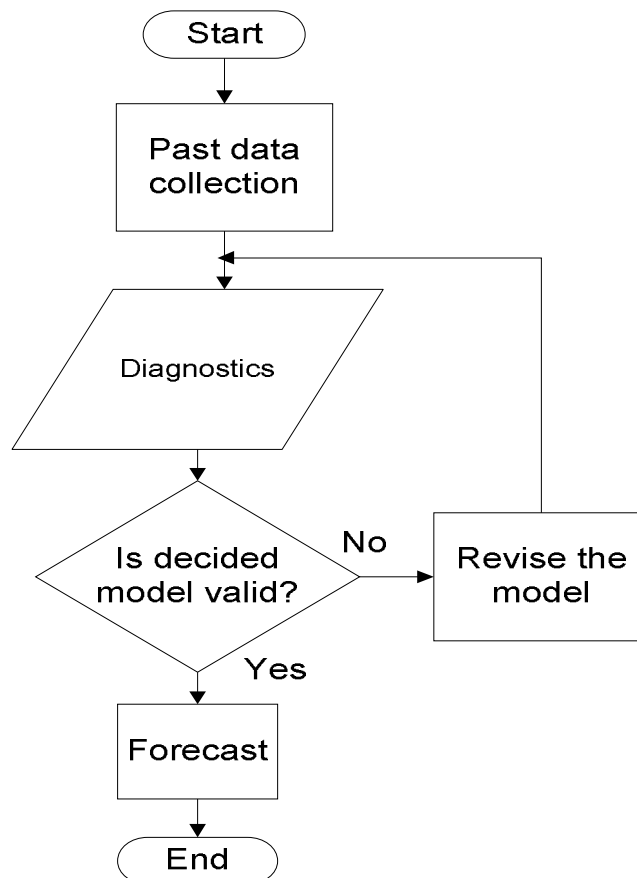 Start
Past data
collection
Diagnostics
Is decided
model valid?
No
Revise the
model
Yes
Forecast
End